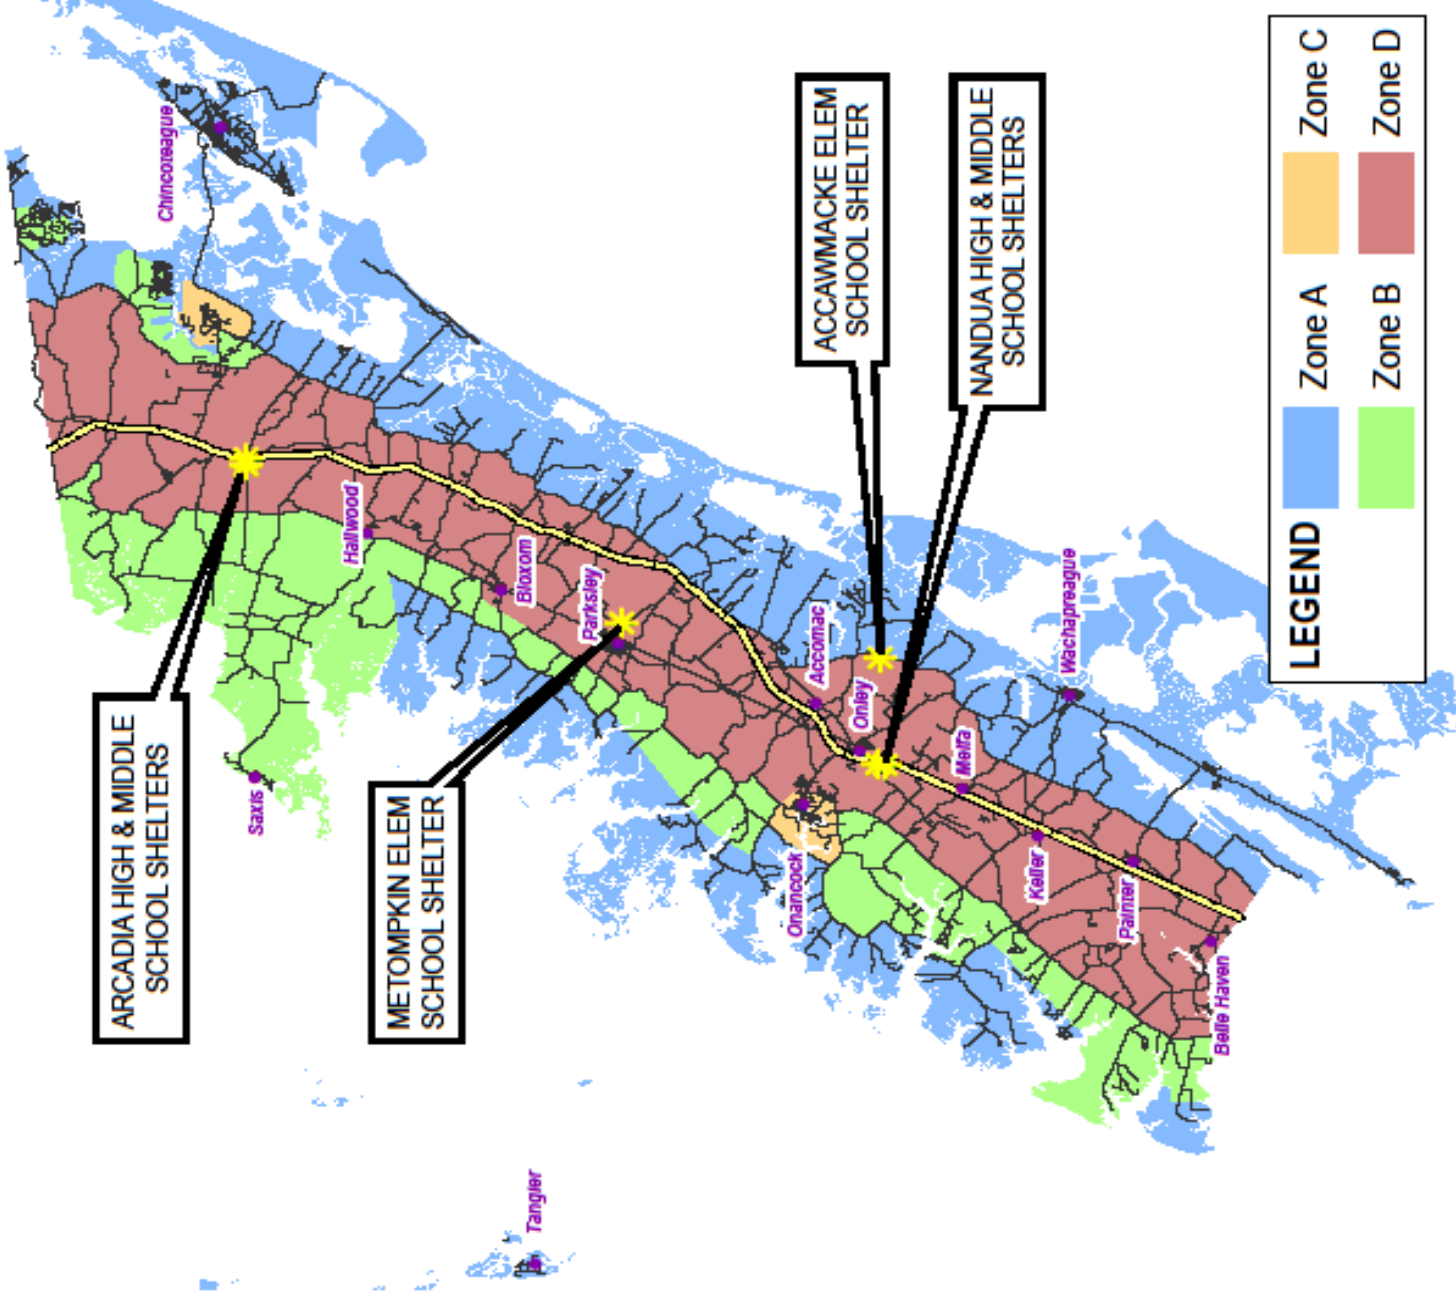 Chincoteague
ARCADIA HIGH & MIDDLE
SCHOOL SHELTERS
Hallwood
Saxis
Bloxom
Parksley
METOMPKIN ELEM
SCHOOL SHELTER
ACCAWMACKE ELEM
SCHOOL SHELTER
NANDUA HIGH & MIDDLE
SCHOOL SHELTERS
Accomac
Onley
Onancock
Melfa
Wachapreague
Keller
Painter
Belle Haven
Tangier
LEGEND
Zone A
Zone C
Zone B
Zone D